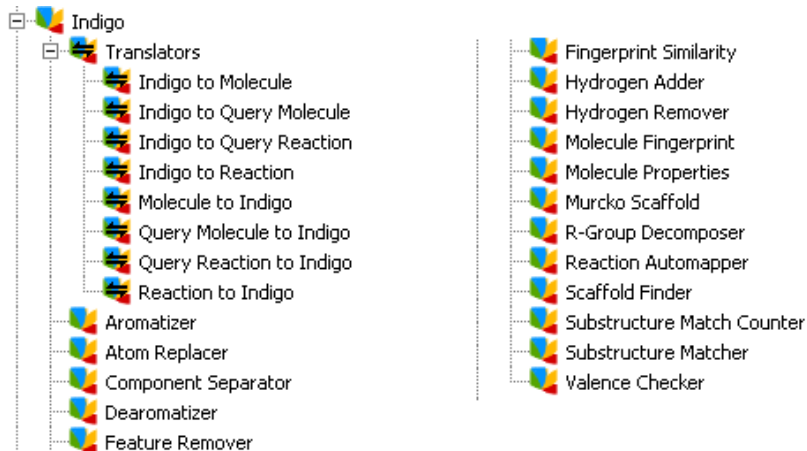 Indigo
Translators
Indigo to Molecule
Indigo to Query Molecule
Indigo to Query Reaction
Indigo to Reaction
Molecule to Indigo
Query Molecule to Indigo
Query Reaction to Indigo
Reaction to Indigo
Aromatizer
Atom Replacer
Component Separator
Dearomatizer
Feature Remover
Fingerprint Similarity
Hydrogen Adder
Hydrogen Remover
Molecule Fingerprint
Molecule Properties
Murcko Scaffold
R-Group Decomposer
Reaction Automapper
Scaffold Finder
Substructure Match Counter
Substructure Matcher
Valence Checker